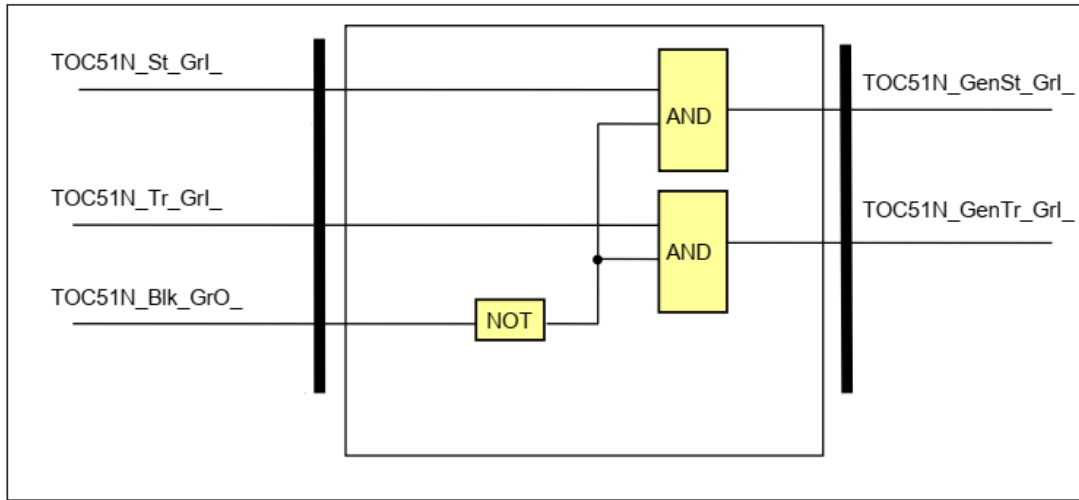 TOC51N_St_GrI_
AND
TOC51N_GenSt_GrI_
TOC51N_Tr_GrI_
AND
TOC51N_GenTr_GrI_
TOC51N_Blk_GrO_
NOT